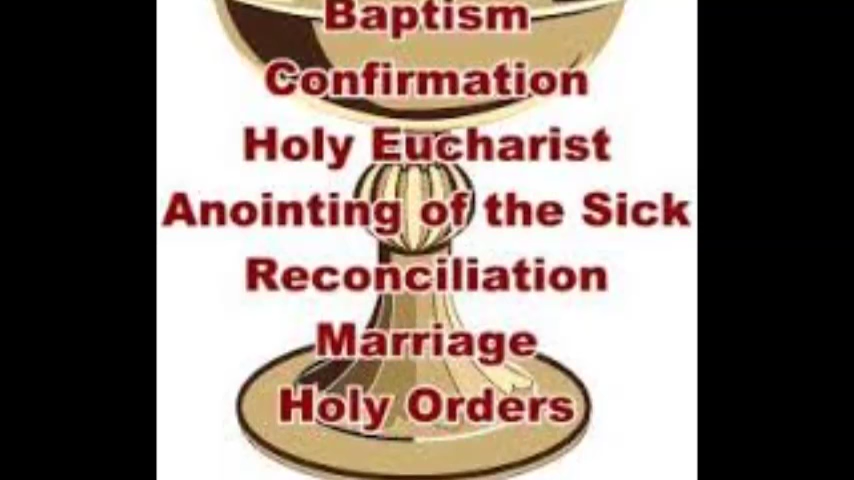 Baptism
Confirmation
Holy Eucharist
Anointing of the Sick
Reconciliation
Marriage
Holy Orders